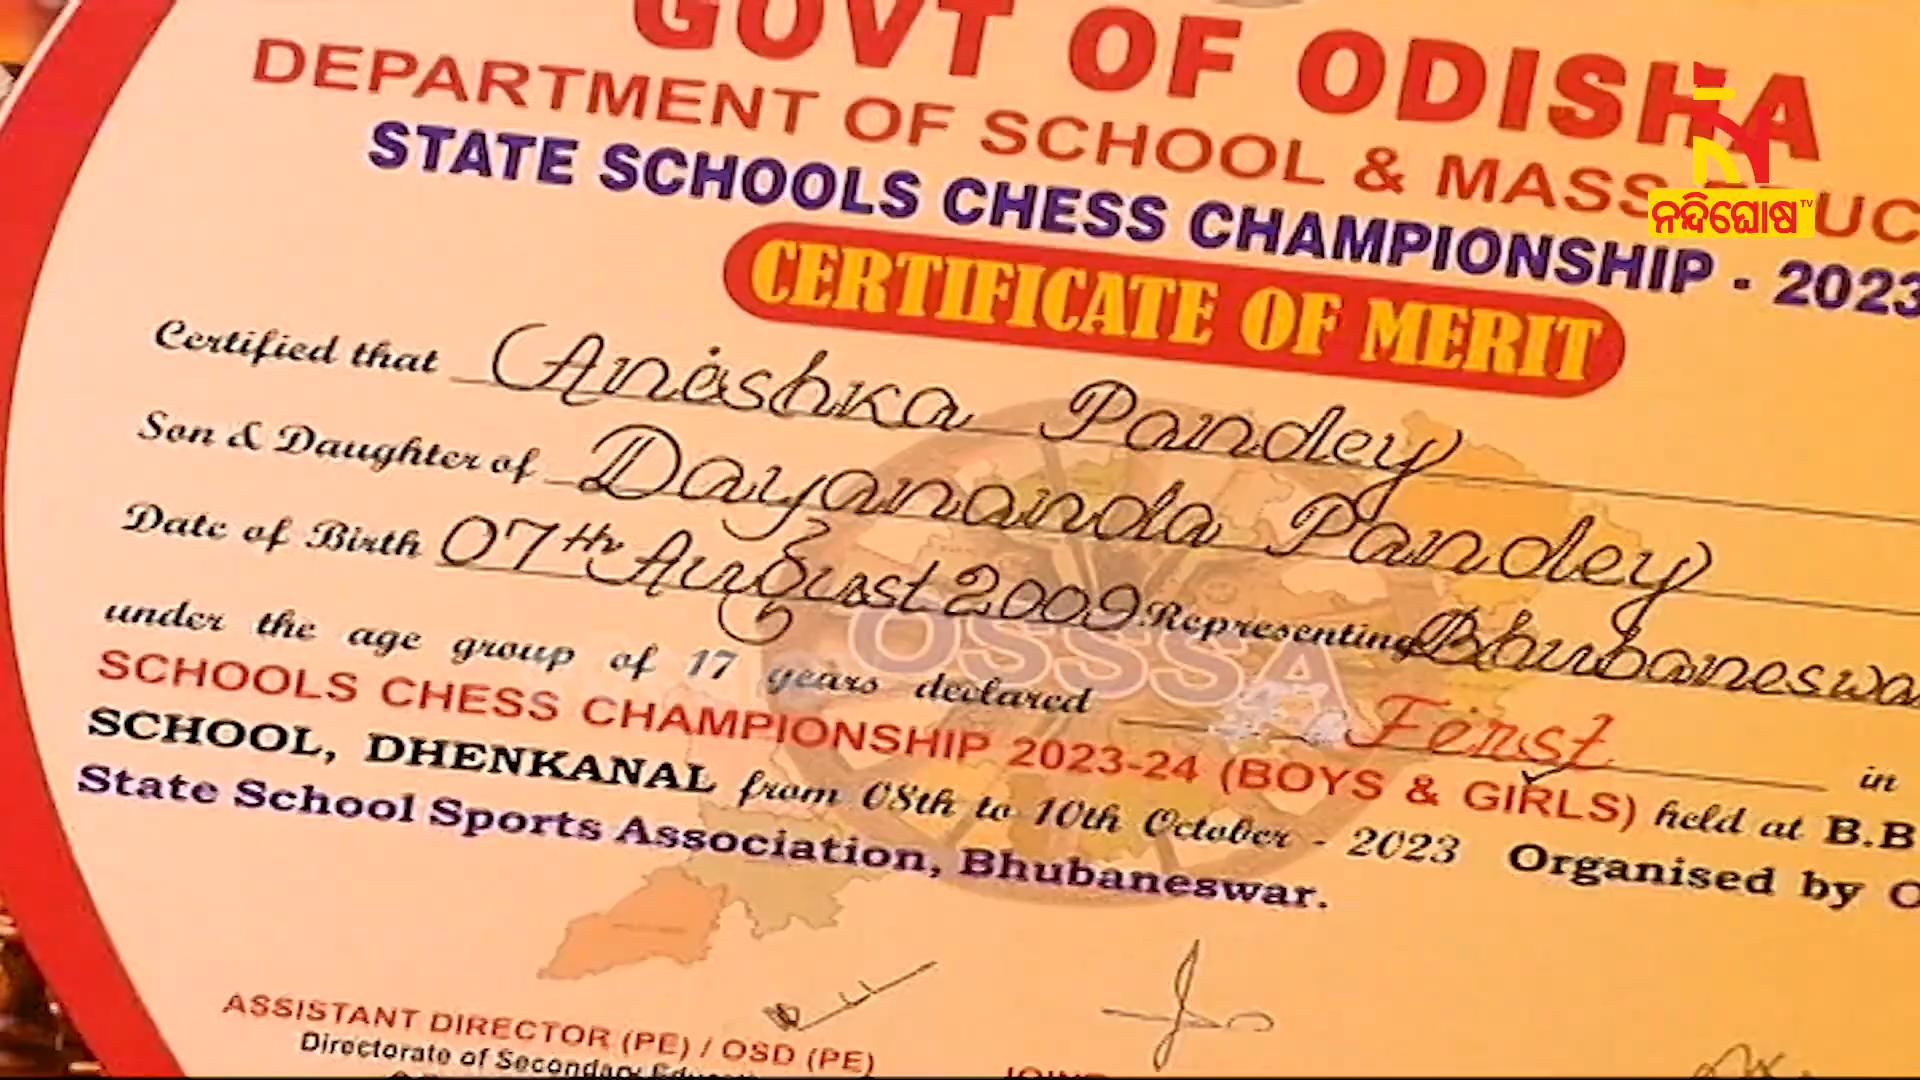 GOVT OF ODISHA
DEPARTMENT OF SCHOOL & MASS
ନନ୍ଦିଘୋଷ TV
STATE SCHOOLS CHESS CHAMPIONSHIP - 2023
CERTIFICATE OF MERIT
Certified that Anishka Pandey
Son & Daughter of Dayananda Pandey
Date of Birth 07th August 2009 Representing Bhubaneswa
under the age group of 17 years declared First in
OSSSA
SCHOOLS CHESS CHAMPIONSHIP 2023-24 (BOYS & GIRLS) held at B.B
SCHOOL, DHENKANAL from 08th to 10th October - 2023 Organised by O
State School Sports Association, Bhubaneswar.
ASSISTANT DIRECTOR (PE) / OSD (PE)
Directorate of Secondary